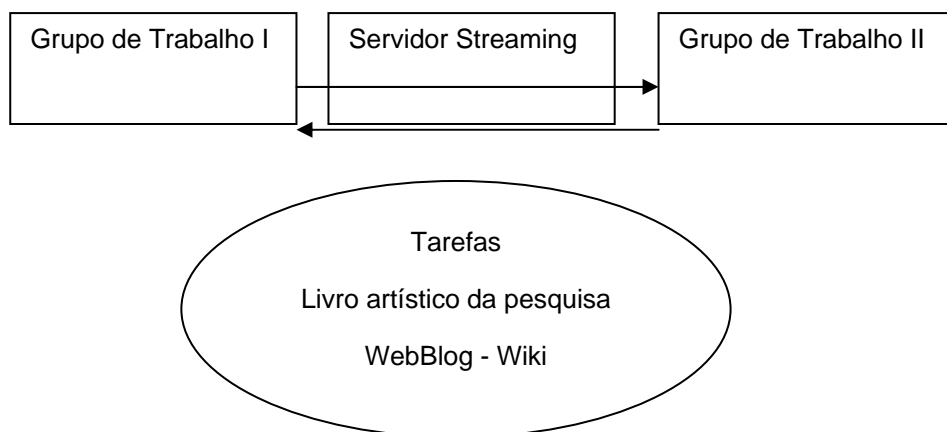 Grupo de Trabalho I
Servidor Streaming
Grupo de Trabalho II
Tarefas
Livro artístico da pesquisa
WebBlog - Wiki